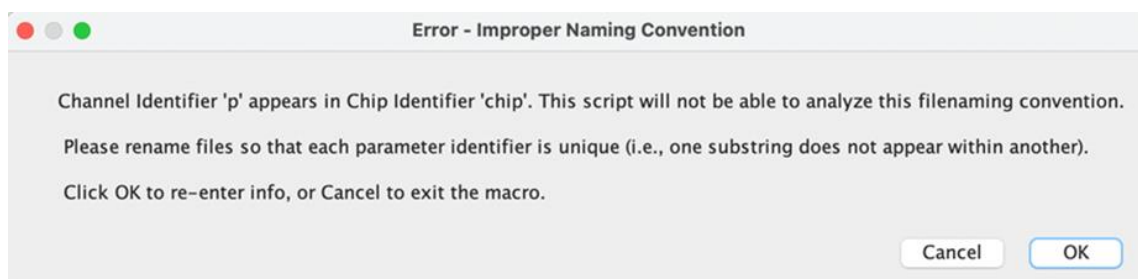 Error - Improper Naming Convention
Channel Identifier 'p' appears in Chip Identifier 'chip'. This script will not be able to analyze this filenaming convention.
Please rename files so that each parameter identifier is unique (i.e., one substring does not appear within another).
Click OK to re-enter info, or Cancel to exit the macro.
Cancel OK